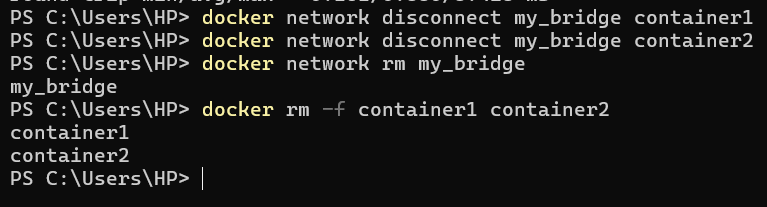 PS C:\Users\HP> docker network disconnect my_bridge container1
PS C:\Users\HP> docker network disconnect my_bridge container2
PS C:\Users\HP> docker network rm my_bridge
my_bridge
PS C:\Users\HP> docker rm -f container1 container2
container1
container2
PS C:\Users\HP>